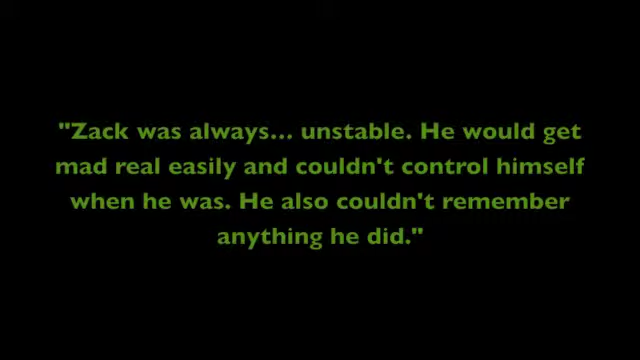 "Zack was always... unstable. He would get
mad real easily and couldn't control himself
when he was. He also couldn't remember
anything he did."